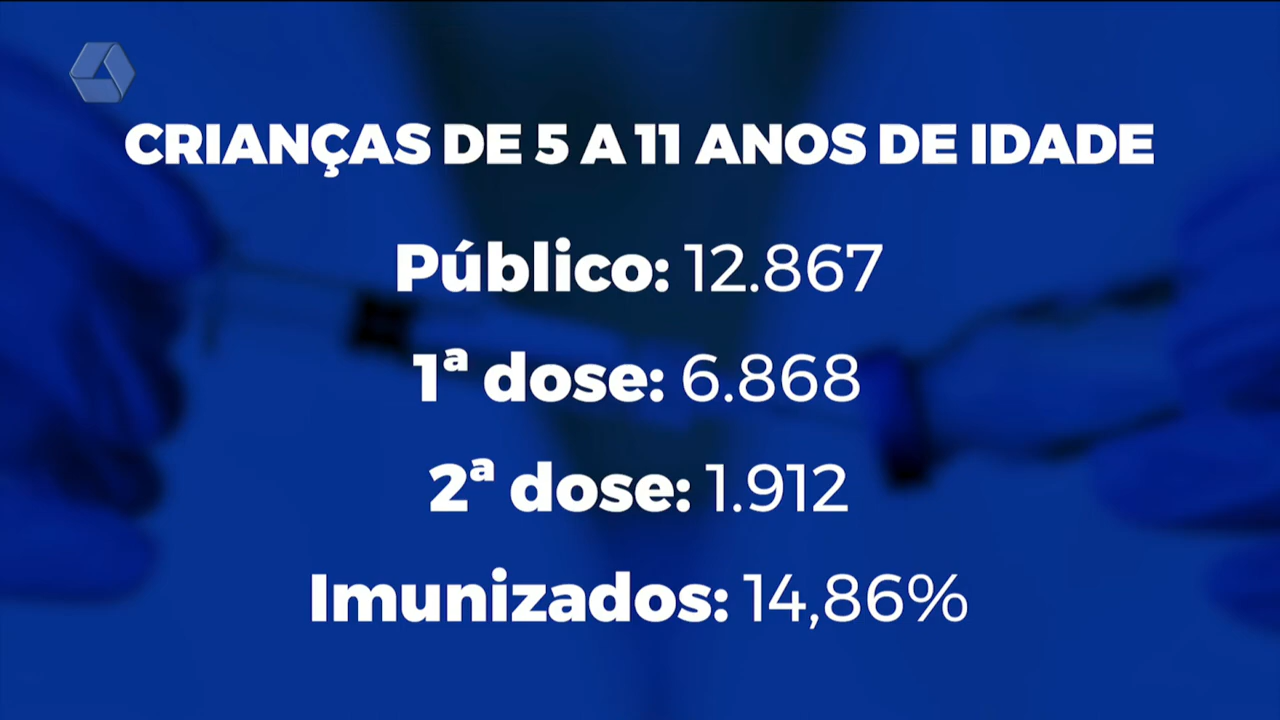 CRIANÇAS DE 5 A 11 ANOS DE IDADE
Público: 12.867
1ª dose: 6.868
2ª dose: 1.912
Imunizados: 14,86%